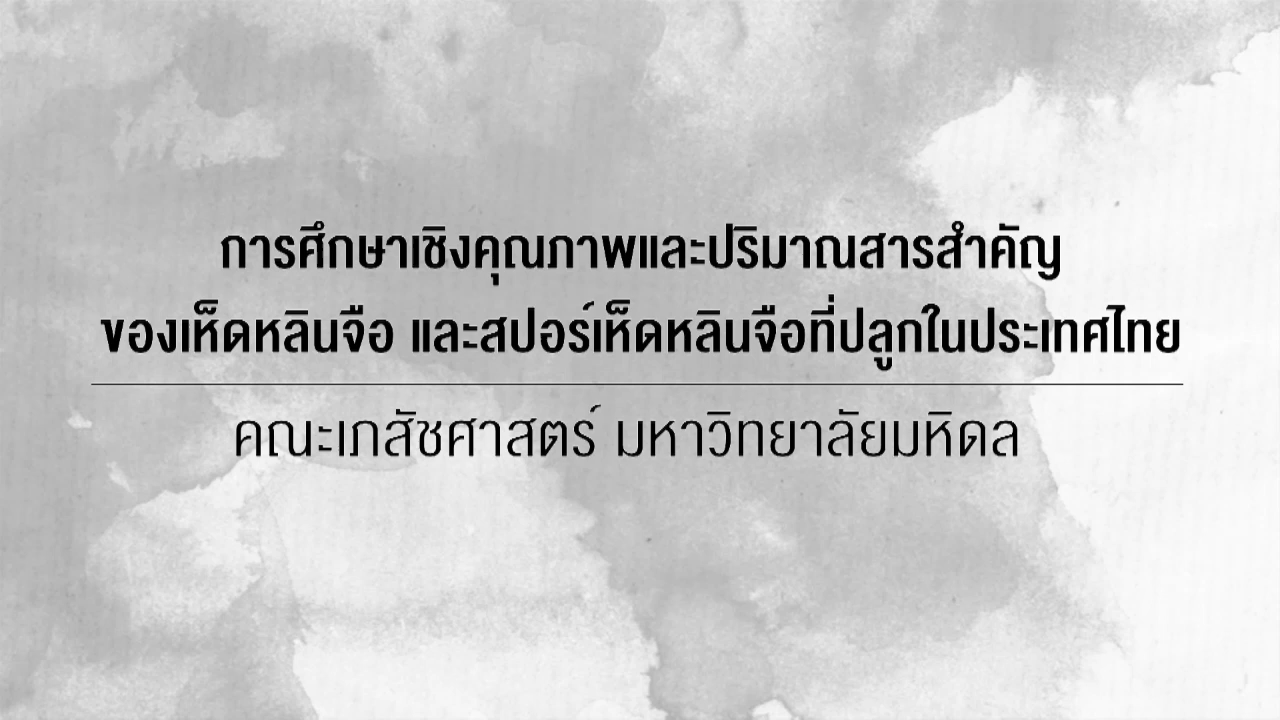 การศึกษาเชิงคุณภาพและปริมาณสารสำคัญ
ของเห็ดหลินจือ และสปอร์เห็ดหลินจือที่ปลูกในประเทศไทย
คณะเภสัชศาสตร์ มหาวิทยาลัยมหิดล